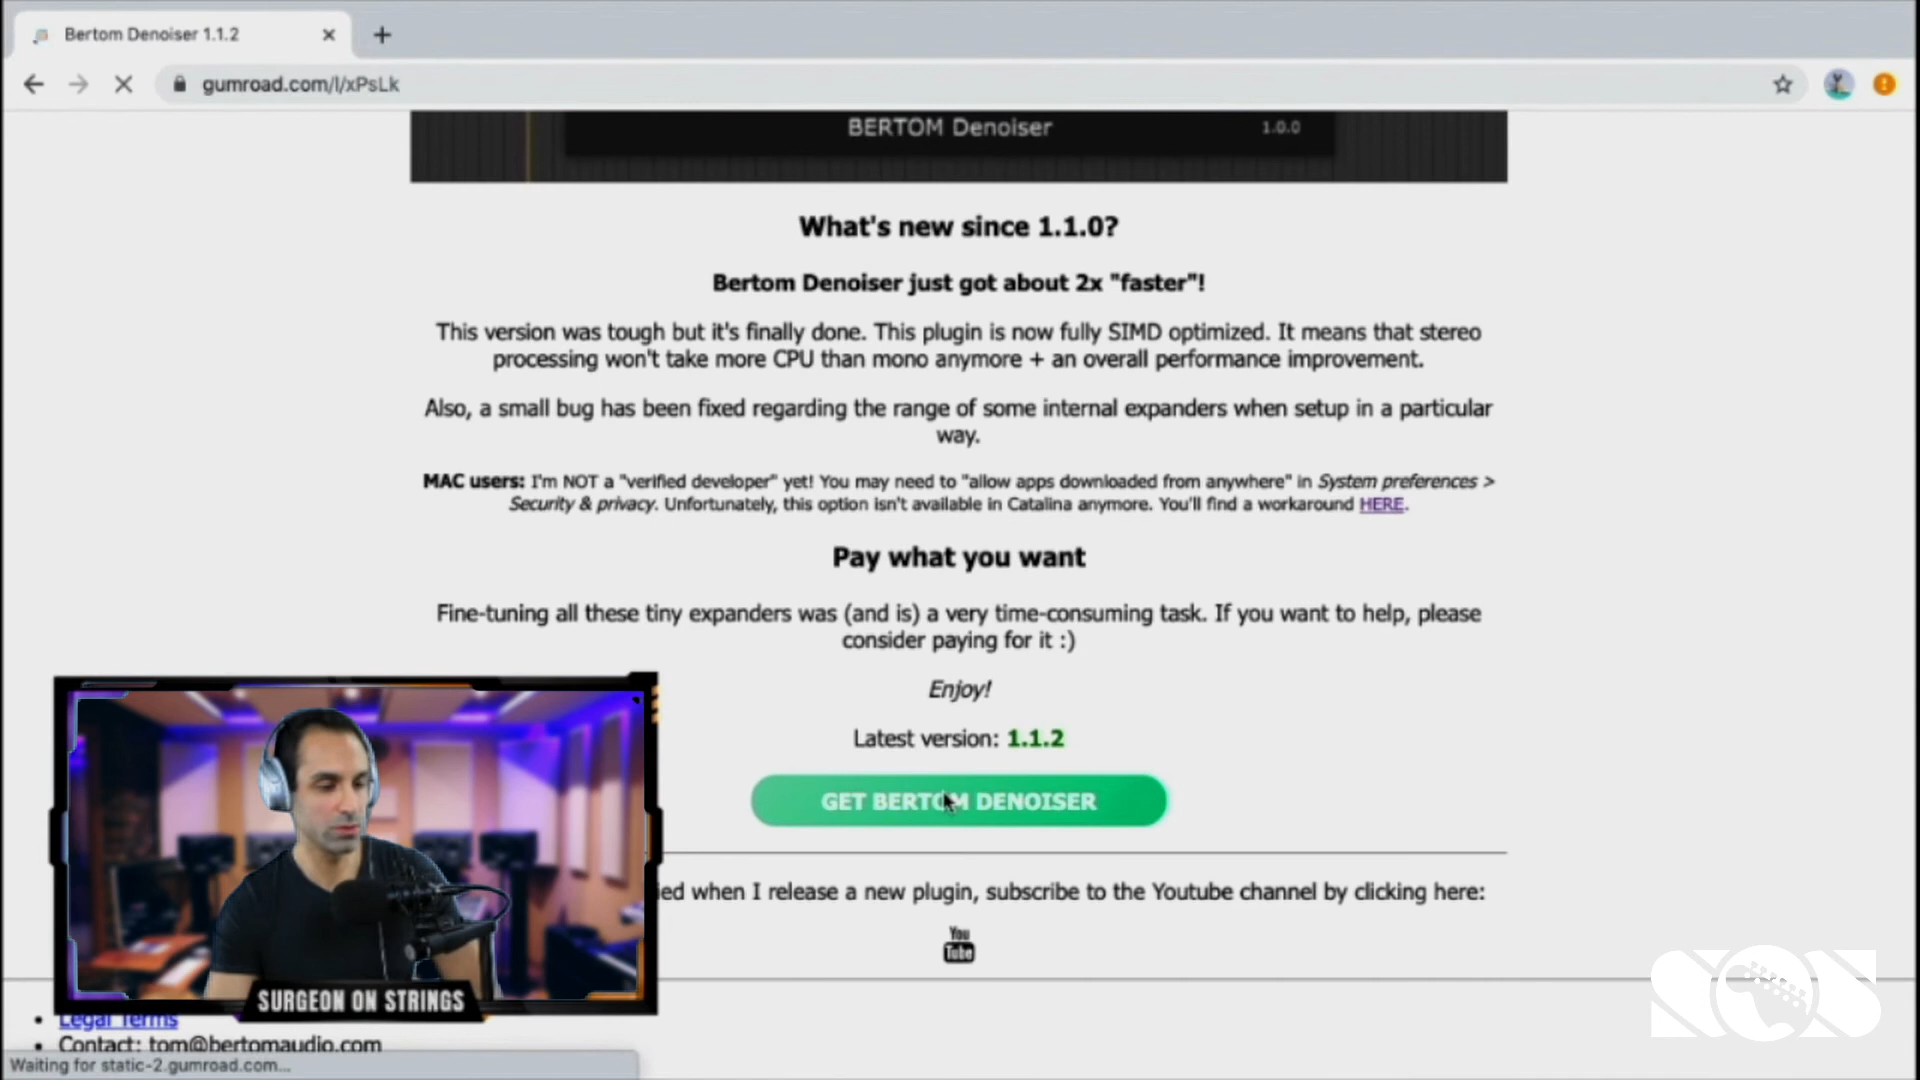 Bertom Denoiser 1.1.2
gumroad.com/l/xPsLk
BERTOM Denoiser 1.0.0
What's new since 1.1.0?
Bertom Denoiser just got about 2x "faster"!
This version was tough but it's finally done. This plugin is now fully SIMD optimized. It means that stereo
processing won't take more CPU than mono anymore + an overall performance improvement.
Also, a small bug has been fixed regarding the range of some internal expanders when setup in a particular
way.
MAC users: I'm NOT a "verified developer" yet! You may need to "allow apps downloaded from anywhere" in System preferences >
Security & privacy. Unfortunately, this option isn't available in Catalina anymore. You'll find a workaround HERE.
Pay what you want
Fine-tuning all these tiny expanders was (and is) a very time-consuming task. If you want to help, please
consider paying for it :)
Enjoy!
Latest version: 1.1.2
GET BERTOM DENOISER
when I release a new plugin, subscribe to the Youtube channel by clicking here:
You
Tube
SURGEON ON STRINGS
Legal Terms
Contact: tom@bertomaudio.com
Waiting for static-2.gumroad.com...
SOS